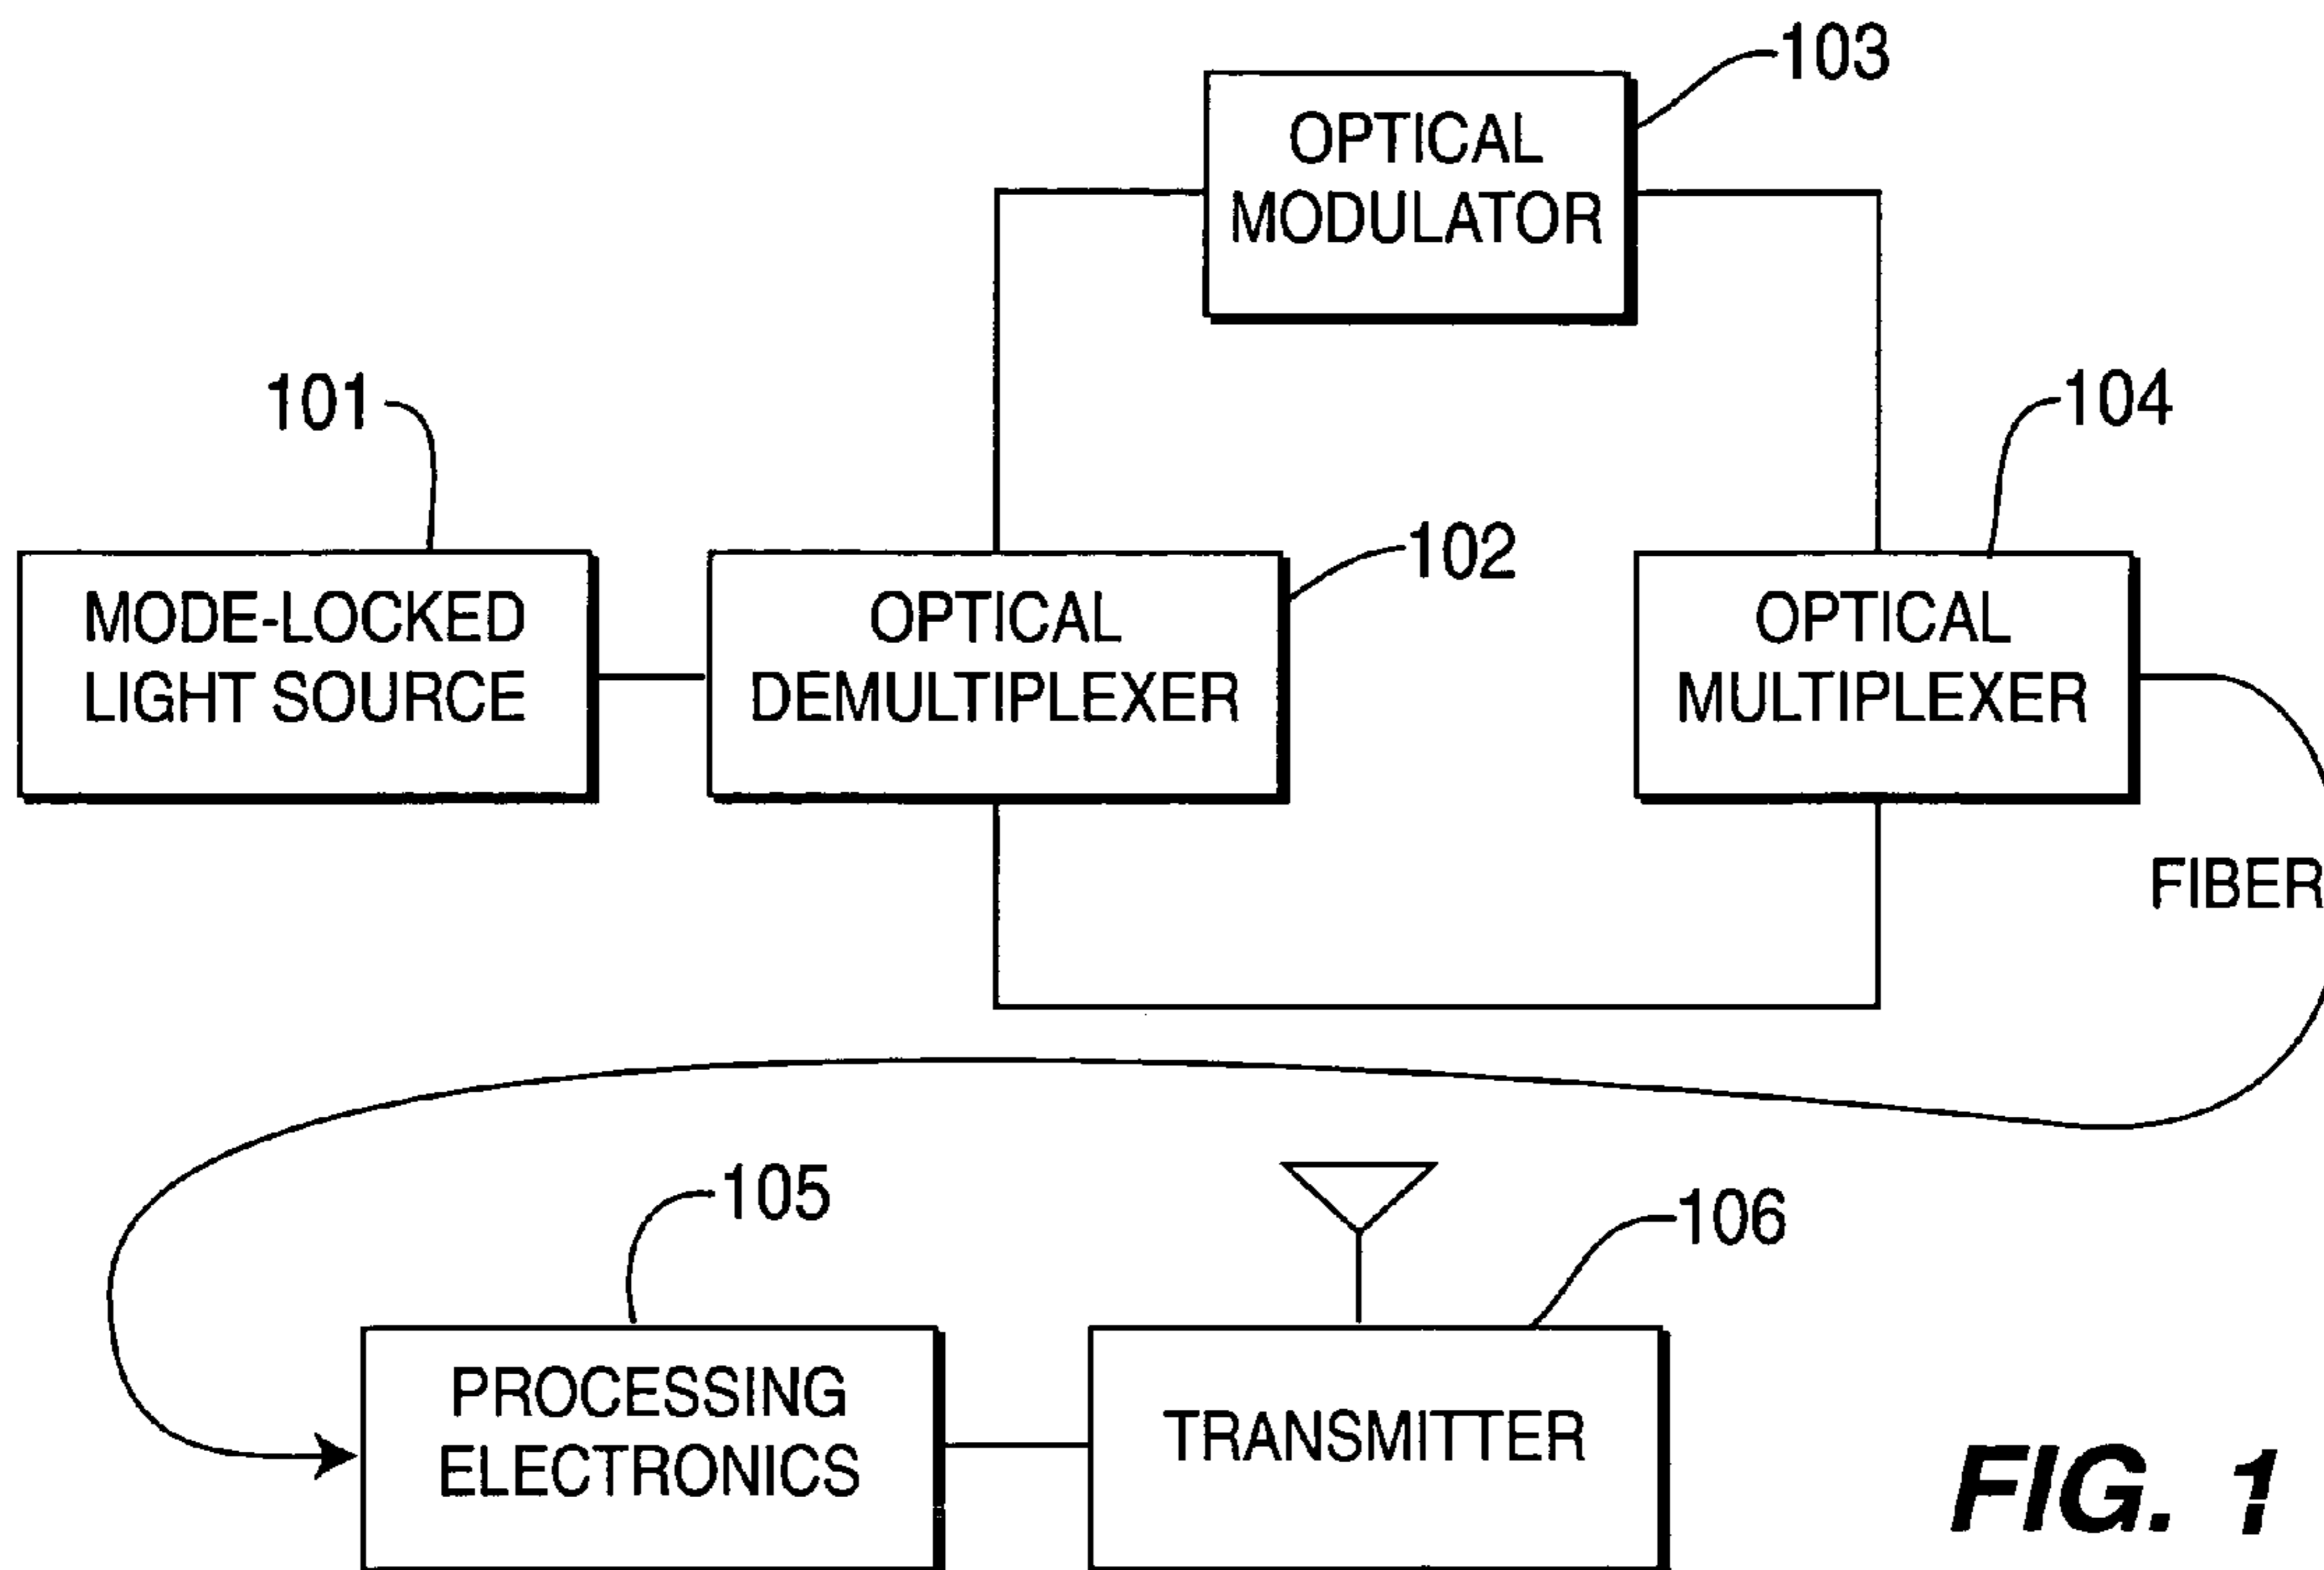 103
OPTICAL
MODULATOR
101
104
102
MODE-LOCKED
LIGHT SOURCE
OPTICAL
DEMULTIPLEXER
OPTICAL
MULTIPLEXER
FIBER
105
106
PROCESSING
ELECTRONICS
TRANSMITTER
FIG. 1